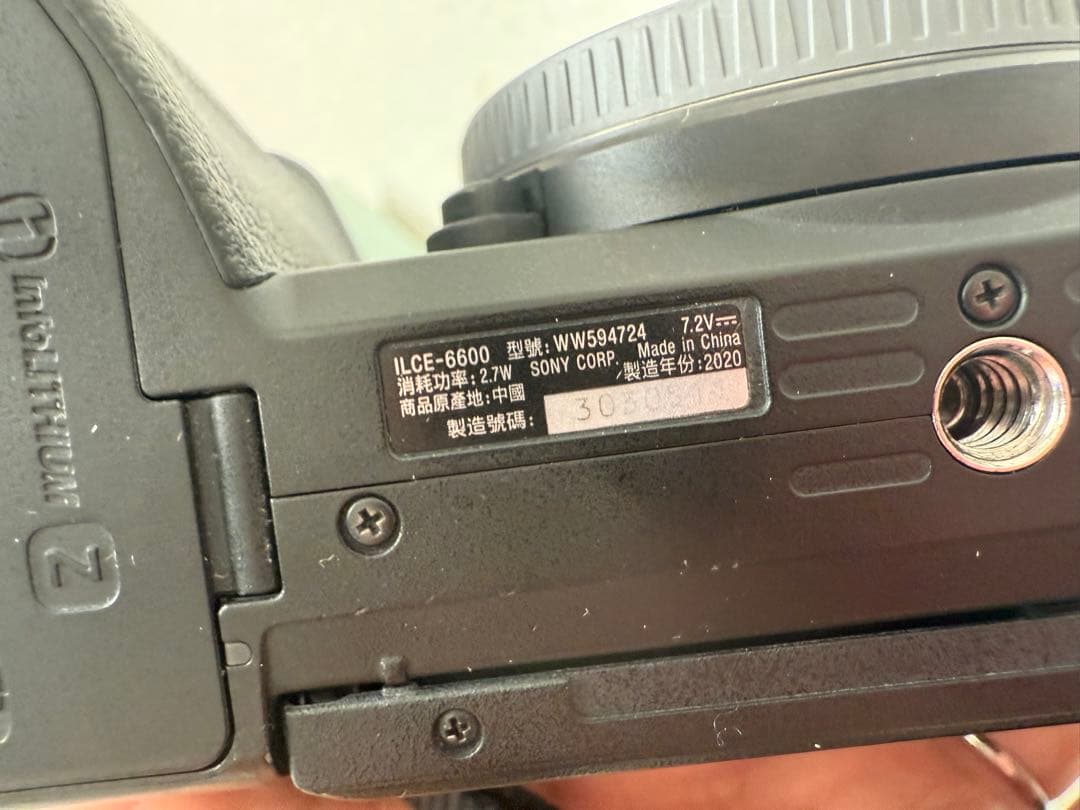 ILCE-6600 型號: WW594724 7.2V⎓
消耗功率: 2.7W SONY CORP. Made in China
商品原產地:中國 製造年份:2020
製造號碼:
InfoLITHIUM
Z